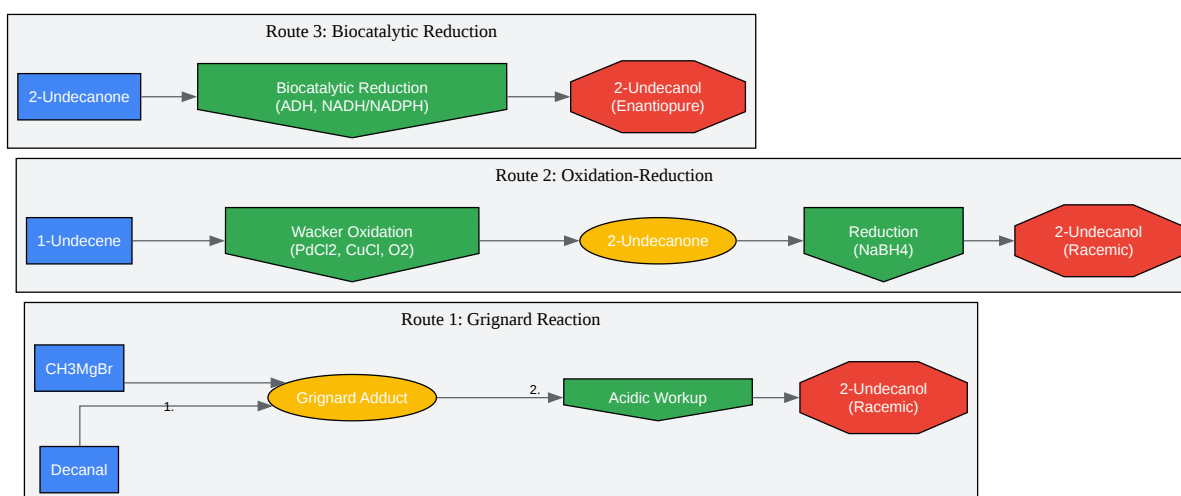 Route 3: Biocatalytic Reduction
2-Undecanone
Biocatalytic Reduction
(ADH, NADH/NADPH)
2-Undecanol
(Enantiopure)
Route 2: Oxidation-Reduction
1-Undecene
Wacker Oxidation
(PdCl2, CuCl, O2)
2-Undecanone
Reduction
(NaBH4)
2-Undecanol
(Racemic)
Route 1: Grignard Reaction
CH3MgBr
Decanal
1.
Grignard Adduct
2.
Acidic Workup
2-Undecanol
(Racemic)